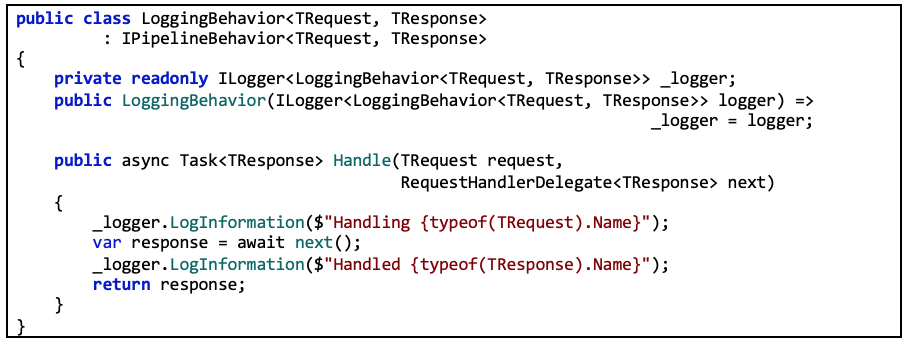 public class LoggingBehavior<TRequest, TResponse>
         : IPipelineBehavior<TRequest, TResponse>
{
    private readonly ILogger<LoggingBehavior<TRequest, TResponse>> _logger;
    public LoggingBehavior(ILogger<LoggingBehavior<TRequest, TResponse>> logger) =>
                                                                  _logger = logger;
    public async Task<TResponse> Handle(TRequest request,
                                        RequestHandlerDelegate<TResponse> next)
    {
        _logger.LogInformation($"Handling {typeof(TRequest).Name}");
        var response = await next();
        _logger.LogInformation($"Handled {typeof(TResponse).Name}");
        return response;
    }
}